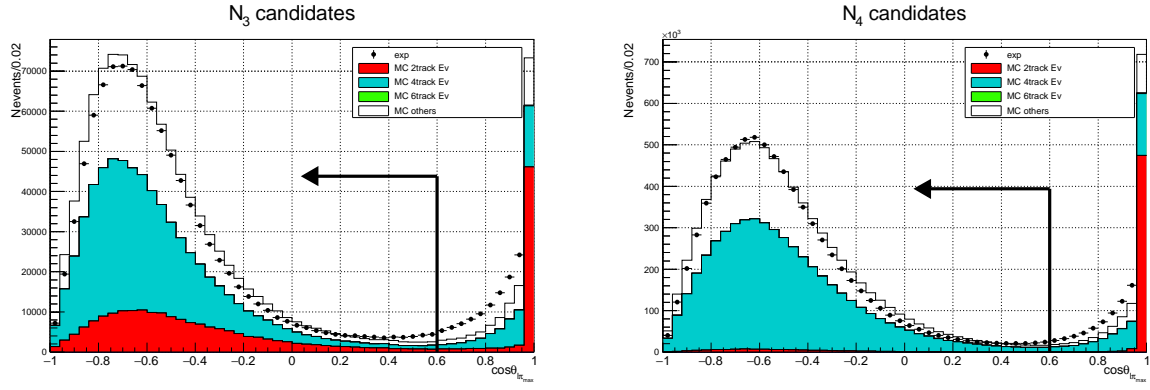 N3 candidates
Nevents/0.02
70000
60000
50000
40000
30000
20000
10000
0
exp
MC 2track Ev
MC 4track Ev
MC 6track Ev
MC others
−1 −0.8 −0.6 −0.4 −0.2 0 0.2 0.4 0.6 0.8 1
cosθlπmax
N4 candidates
×10³
Nevents/0.02
700
600
500
400
300
200
100
0
exp
MC 2track Ev
MC 4track Ev
MC 6track Ev
MC others
−1 −0.8 −0.6 −0.4 −0.2 0 0.2 0.4 0.6 0.8 1
cosθlπmax